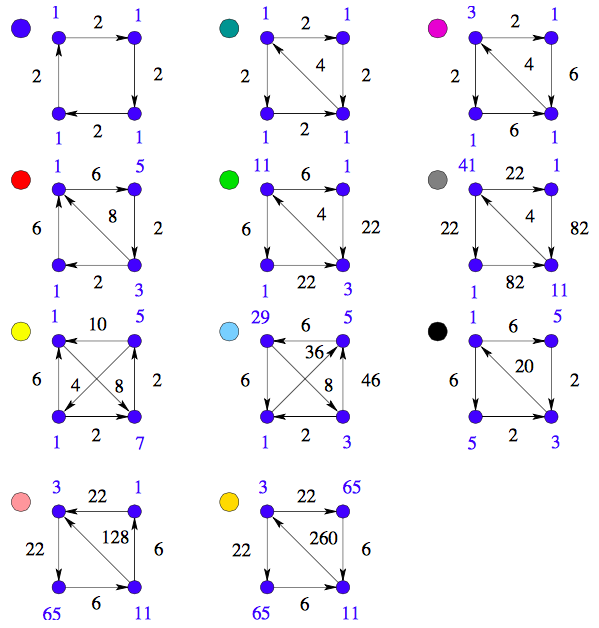 1 1 1 1 3 1
2 2 2
2 2 2 4 2 2 4 6
2 2 6
1 1 1 1 1 1
1 5 11 1 41 1
6 6 22
6 8 2 6 4 22 22 4 82
2 22 82
1 3 1 3 1 11
1 5 29 5 1 5
10 6 6
6 4 8 2 6 36 8 46 6 20 2
2 2 2
1 7 1 3 5 3
3 1 3 65
22 22
22 128 6 22 260 6
6 6
65 11 65 11